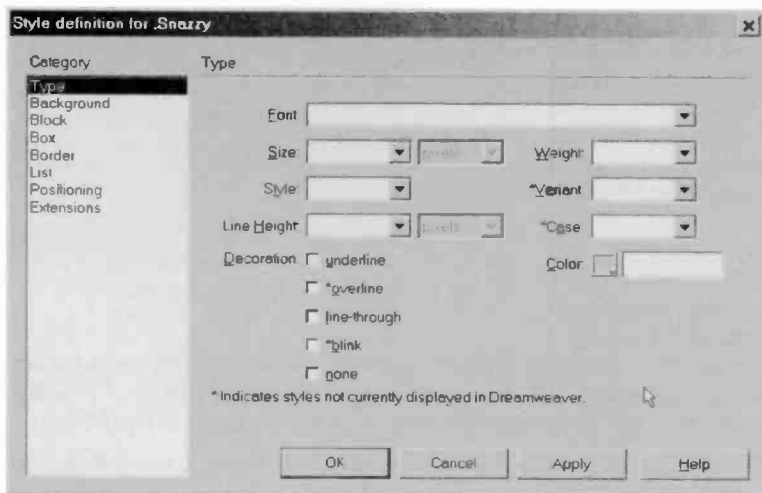 Style definition for .Snazzy
Category
Type
Type
Background
Block
Box
Border
List
Positioning
Extensions
Font:
Size:
pixels
Weight:
Style:
*Variant:
Line Height:
pixels
*Case:
Decoration:
underline
Color:
*overline
line-through
*blink
none
* Indicates styles not currently displayed in Dreamweaver.
OK
Cancel
Apply
Help